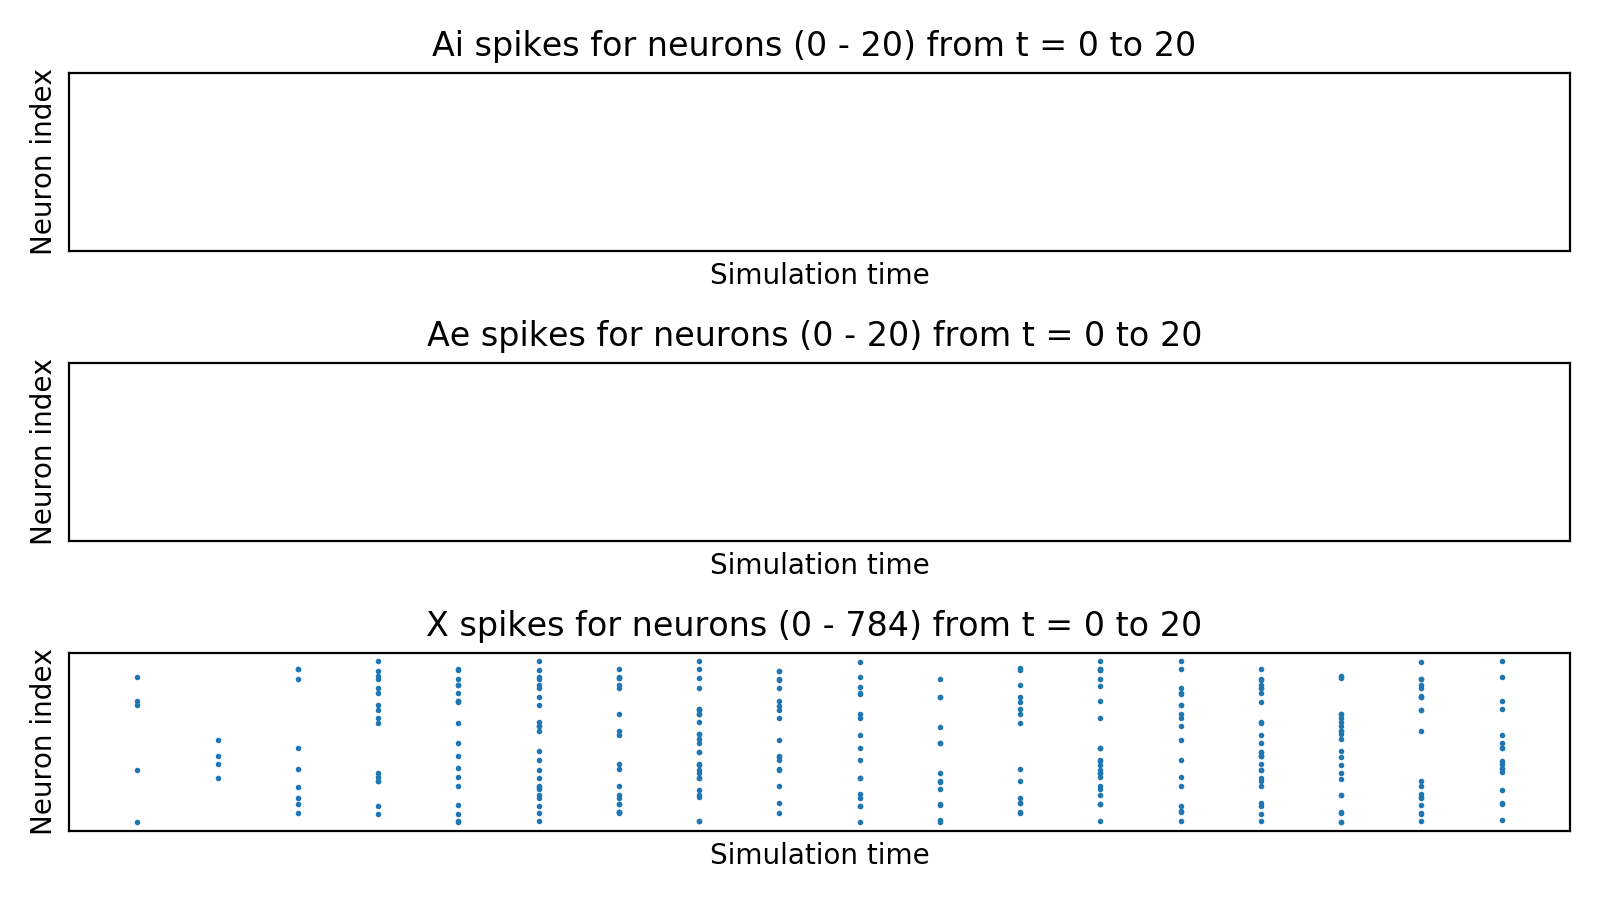 Ai spikes for neurons (0 - 20) from t = 0 to 20
Neuron index
Simulation time
Ae spikes for neurons (0 - 20) from t = 0 to 20
Neuron index
Simulation time
X spikes for neurons (0 - 784) from t = 0 to 20
Neuron index
Simulation time